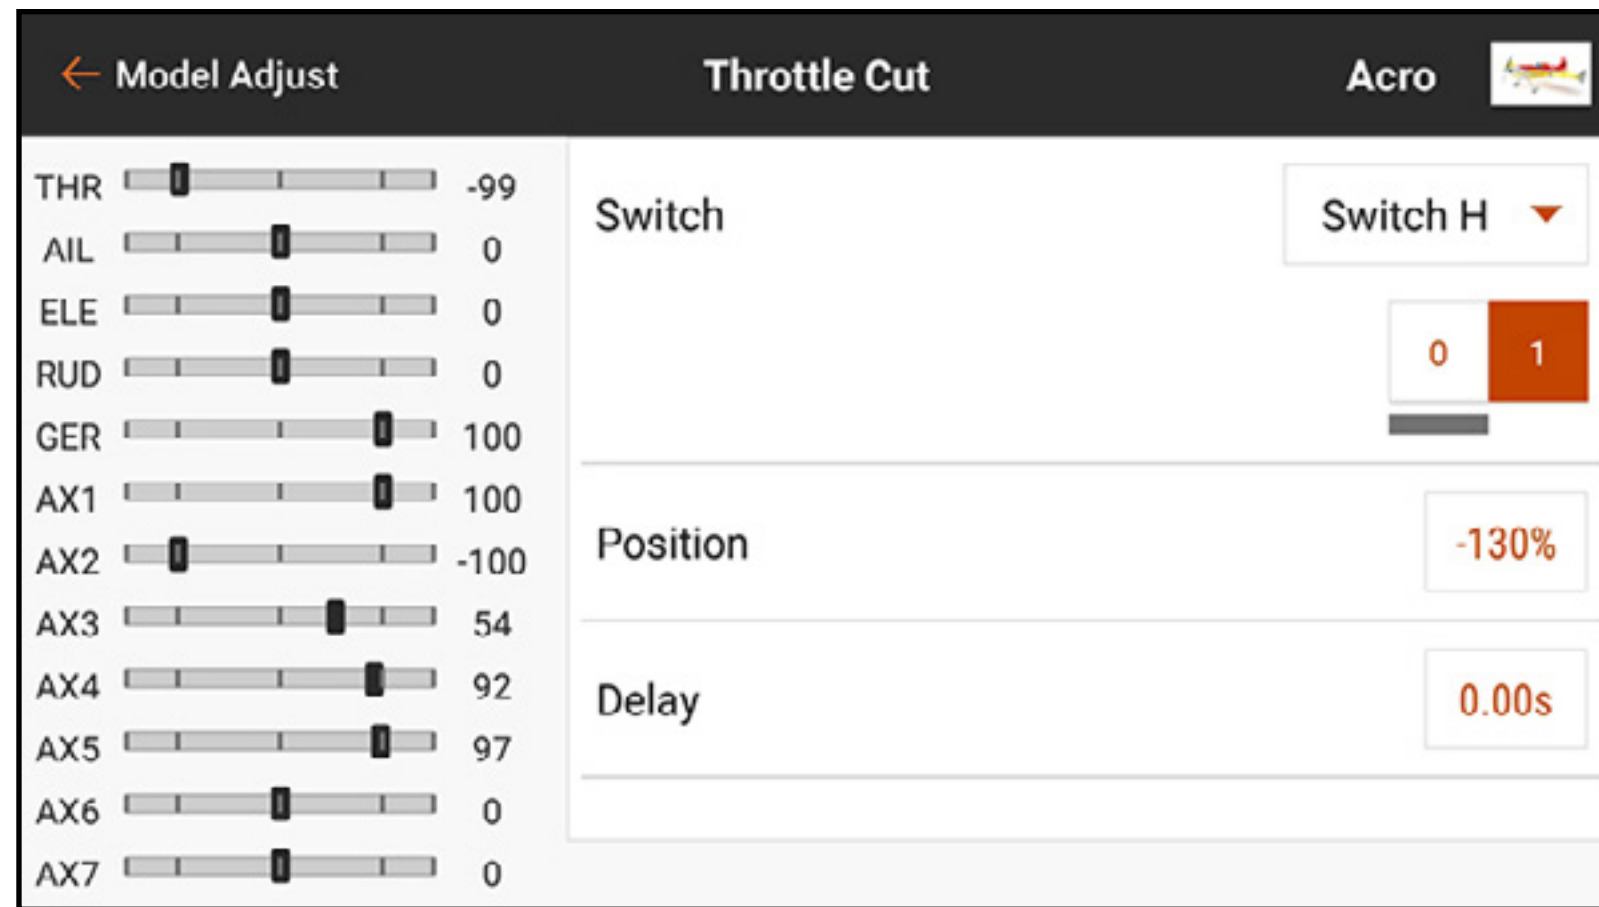 Model Adjust
Throttle Cut
Acro
THR -99
AIL 0
ELE 0
RUD 0
GER 100
AX1 100
AX2 -100
AX3 54
AX4 92
AX5 97
AX6 0
AX7 0
Switch
Switch H
0 1
Position
-130%
Delay
0.00s